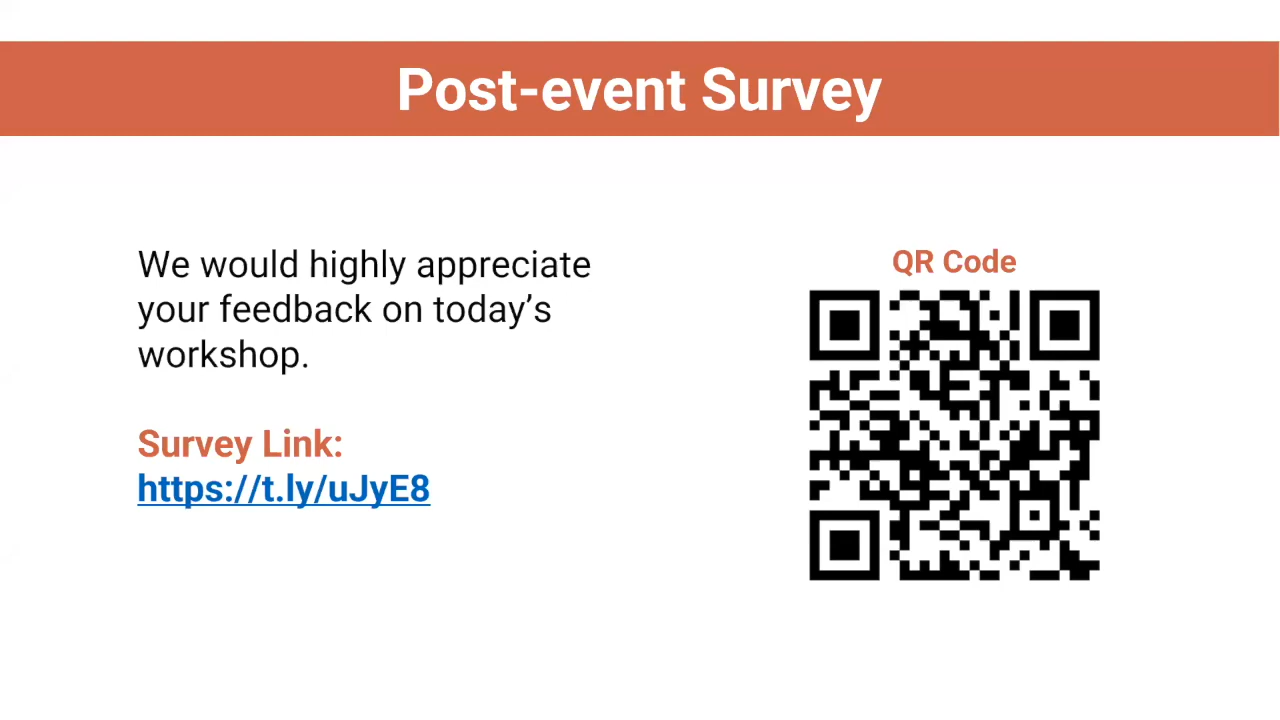 Post-event Survey
We would highly appreciate
your feedback on today’s
workshop.
Survey Link:
https://t.ly/uJyE8
QR Code